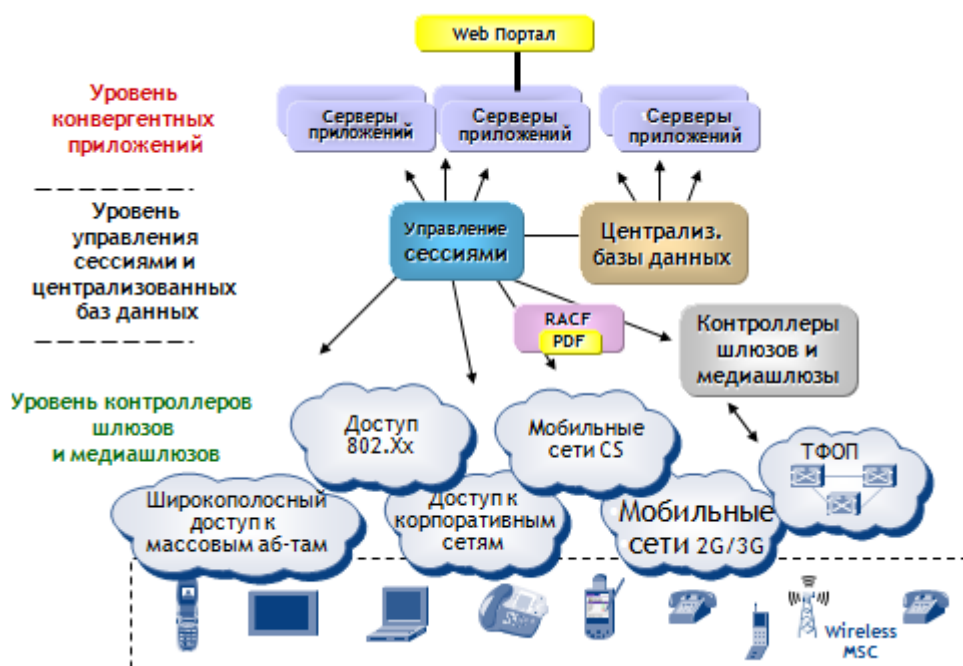 Web Портал
Уровень
конвергентных
приложений
Серверы
приложений
Серверы
приложений
Серверы
приложений
Уровень
управления
сессиями и
централизованных
баз данных
Управление
сессиями
Централиз.
базы данных
RACF
PDF
Контроллеры
шлюзов и
медиашлюзы
Уровень контроллеров
шлюзов
и медиашлюзов
Доступ
802.Xx
Мобильные
сети CS
ТФОП
Широкополосный
доступ к
массовым аб-там
Доступ к
корпоративным
сетям
Мобильные
сети 2G/3G
Wireless
MSC